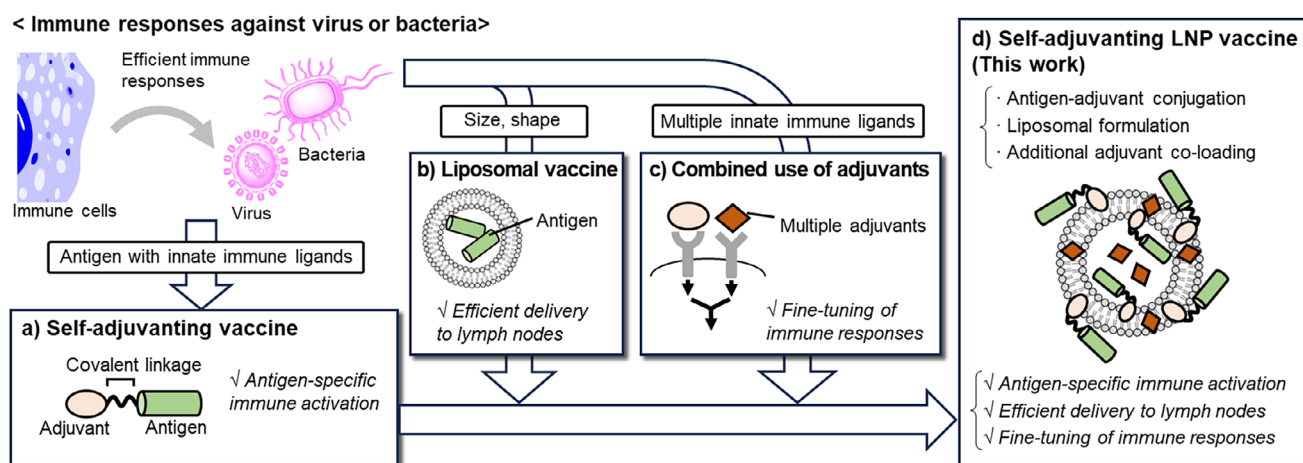 < Immune responses against virus or bacteria>
Efficient immune
responses
Bacteria
Immune cells
Virus
Antigen with innate immune ligands
Size, shape
Multiple innate immune ligands
a) Self-adjuvanting vaccine
Covalent linkage
√ Antigen-specific
immune activation
Adjuvant
Antigen
b) Liposomal vaccine
Antigen
√ Efficient delivery
to lymph nodes
c) Combined use of adjuvants
Multiple adjuvants
√ Fine-tuning of
immune responses
d) Self-adjuvanting LNP vaccine
(This work)
· Antigen-adjuvant conjugation
· Liposomal formulation
· Additional adjuvant co-loading
√ Antigen-specific immune activation
√ Efficient delivery to lymph nodes
√ Fine-tuning of immune responses